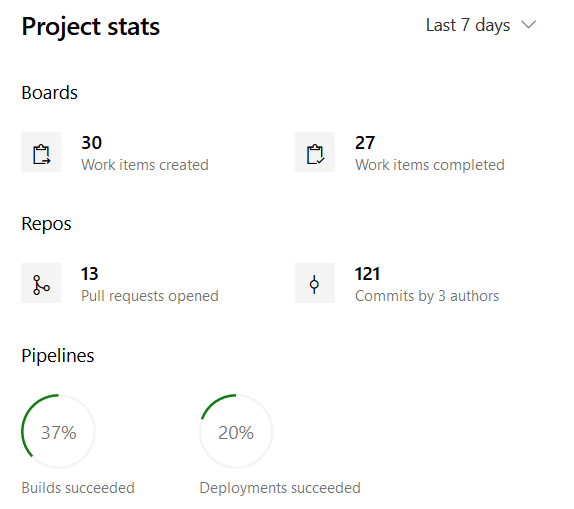 Project stats
Last 7 days
Boards
30
Work items created
27
Work items completed
Repos
13
Pull requests opened
121
Commits by 3 authors
Pipelines
37%
Builds succeeded
20%
Deployments succeeded